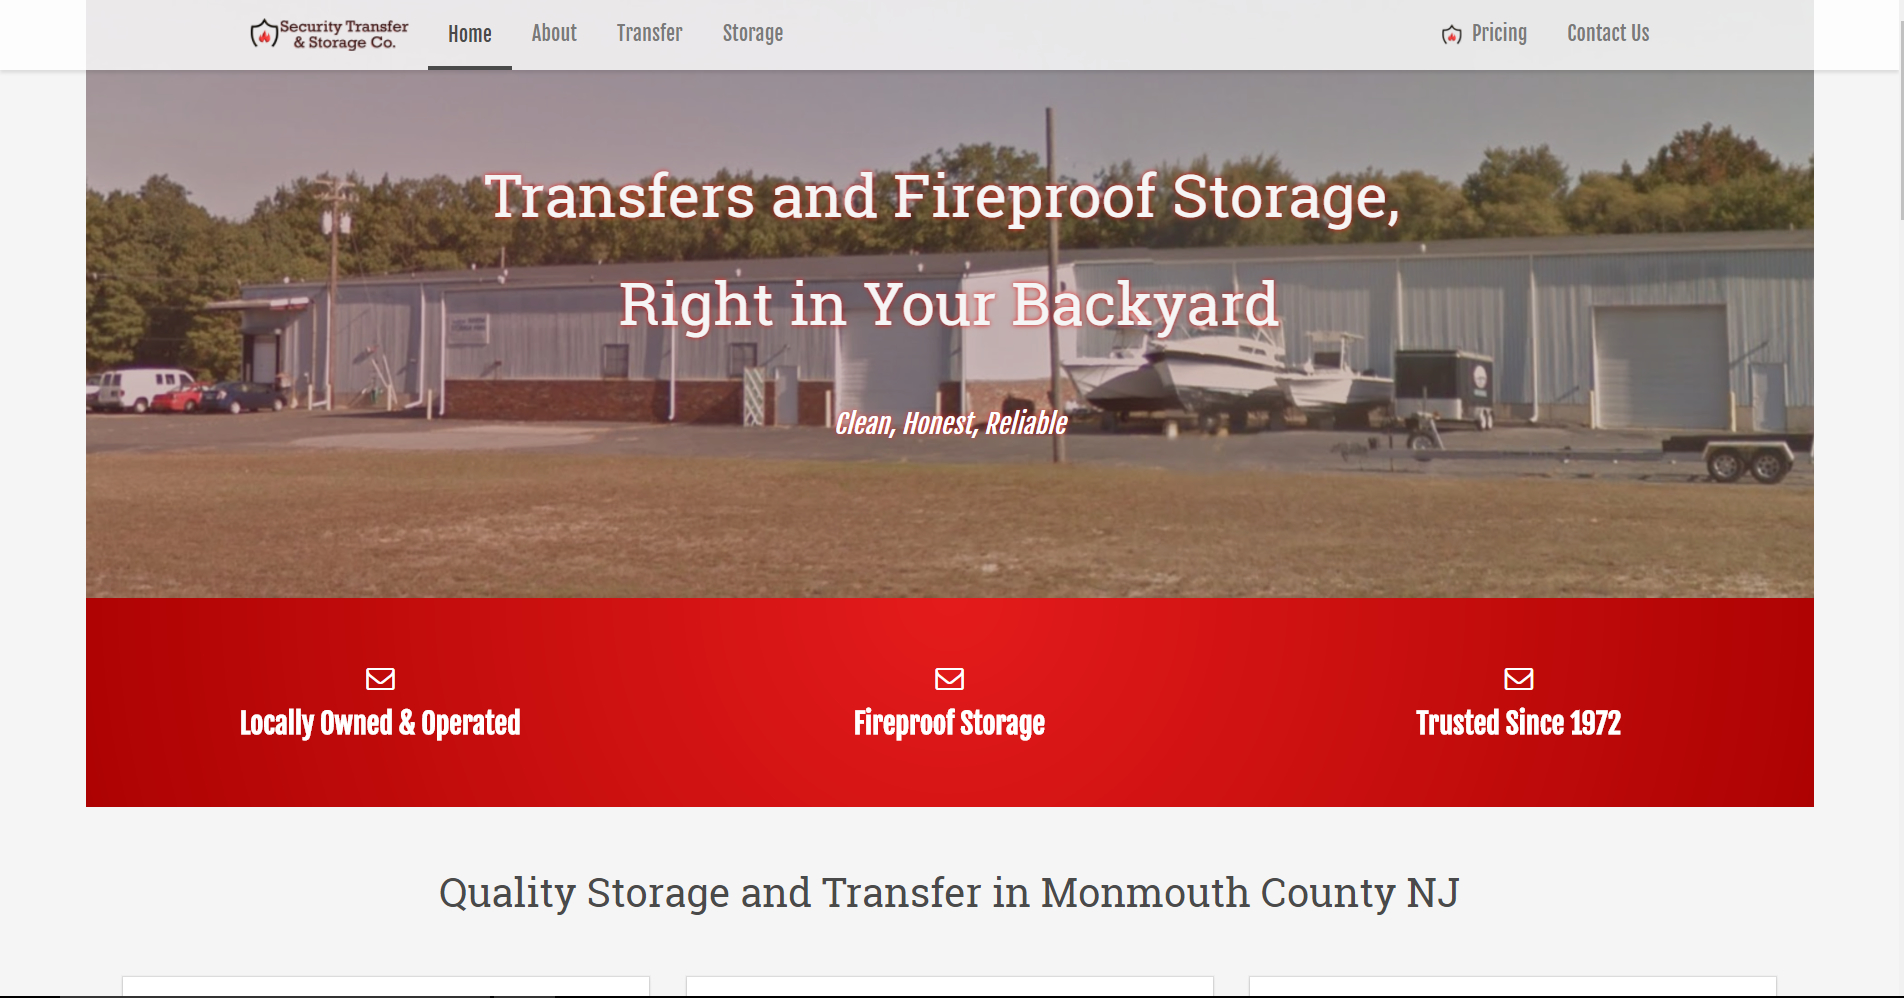 Security Transfer
& Storage Co.
Home
About
Transfer
Storage
Pricing
Contact Us
Transfers and Fireproof Storage,
Right in Your Backyard
Clean, Honest, Reliable
Locally Owned & Operated
Fireproof Storage
Trusted Since 1972
Quality Storage and Transfer in Monmouth County NJ